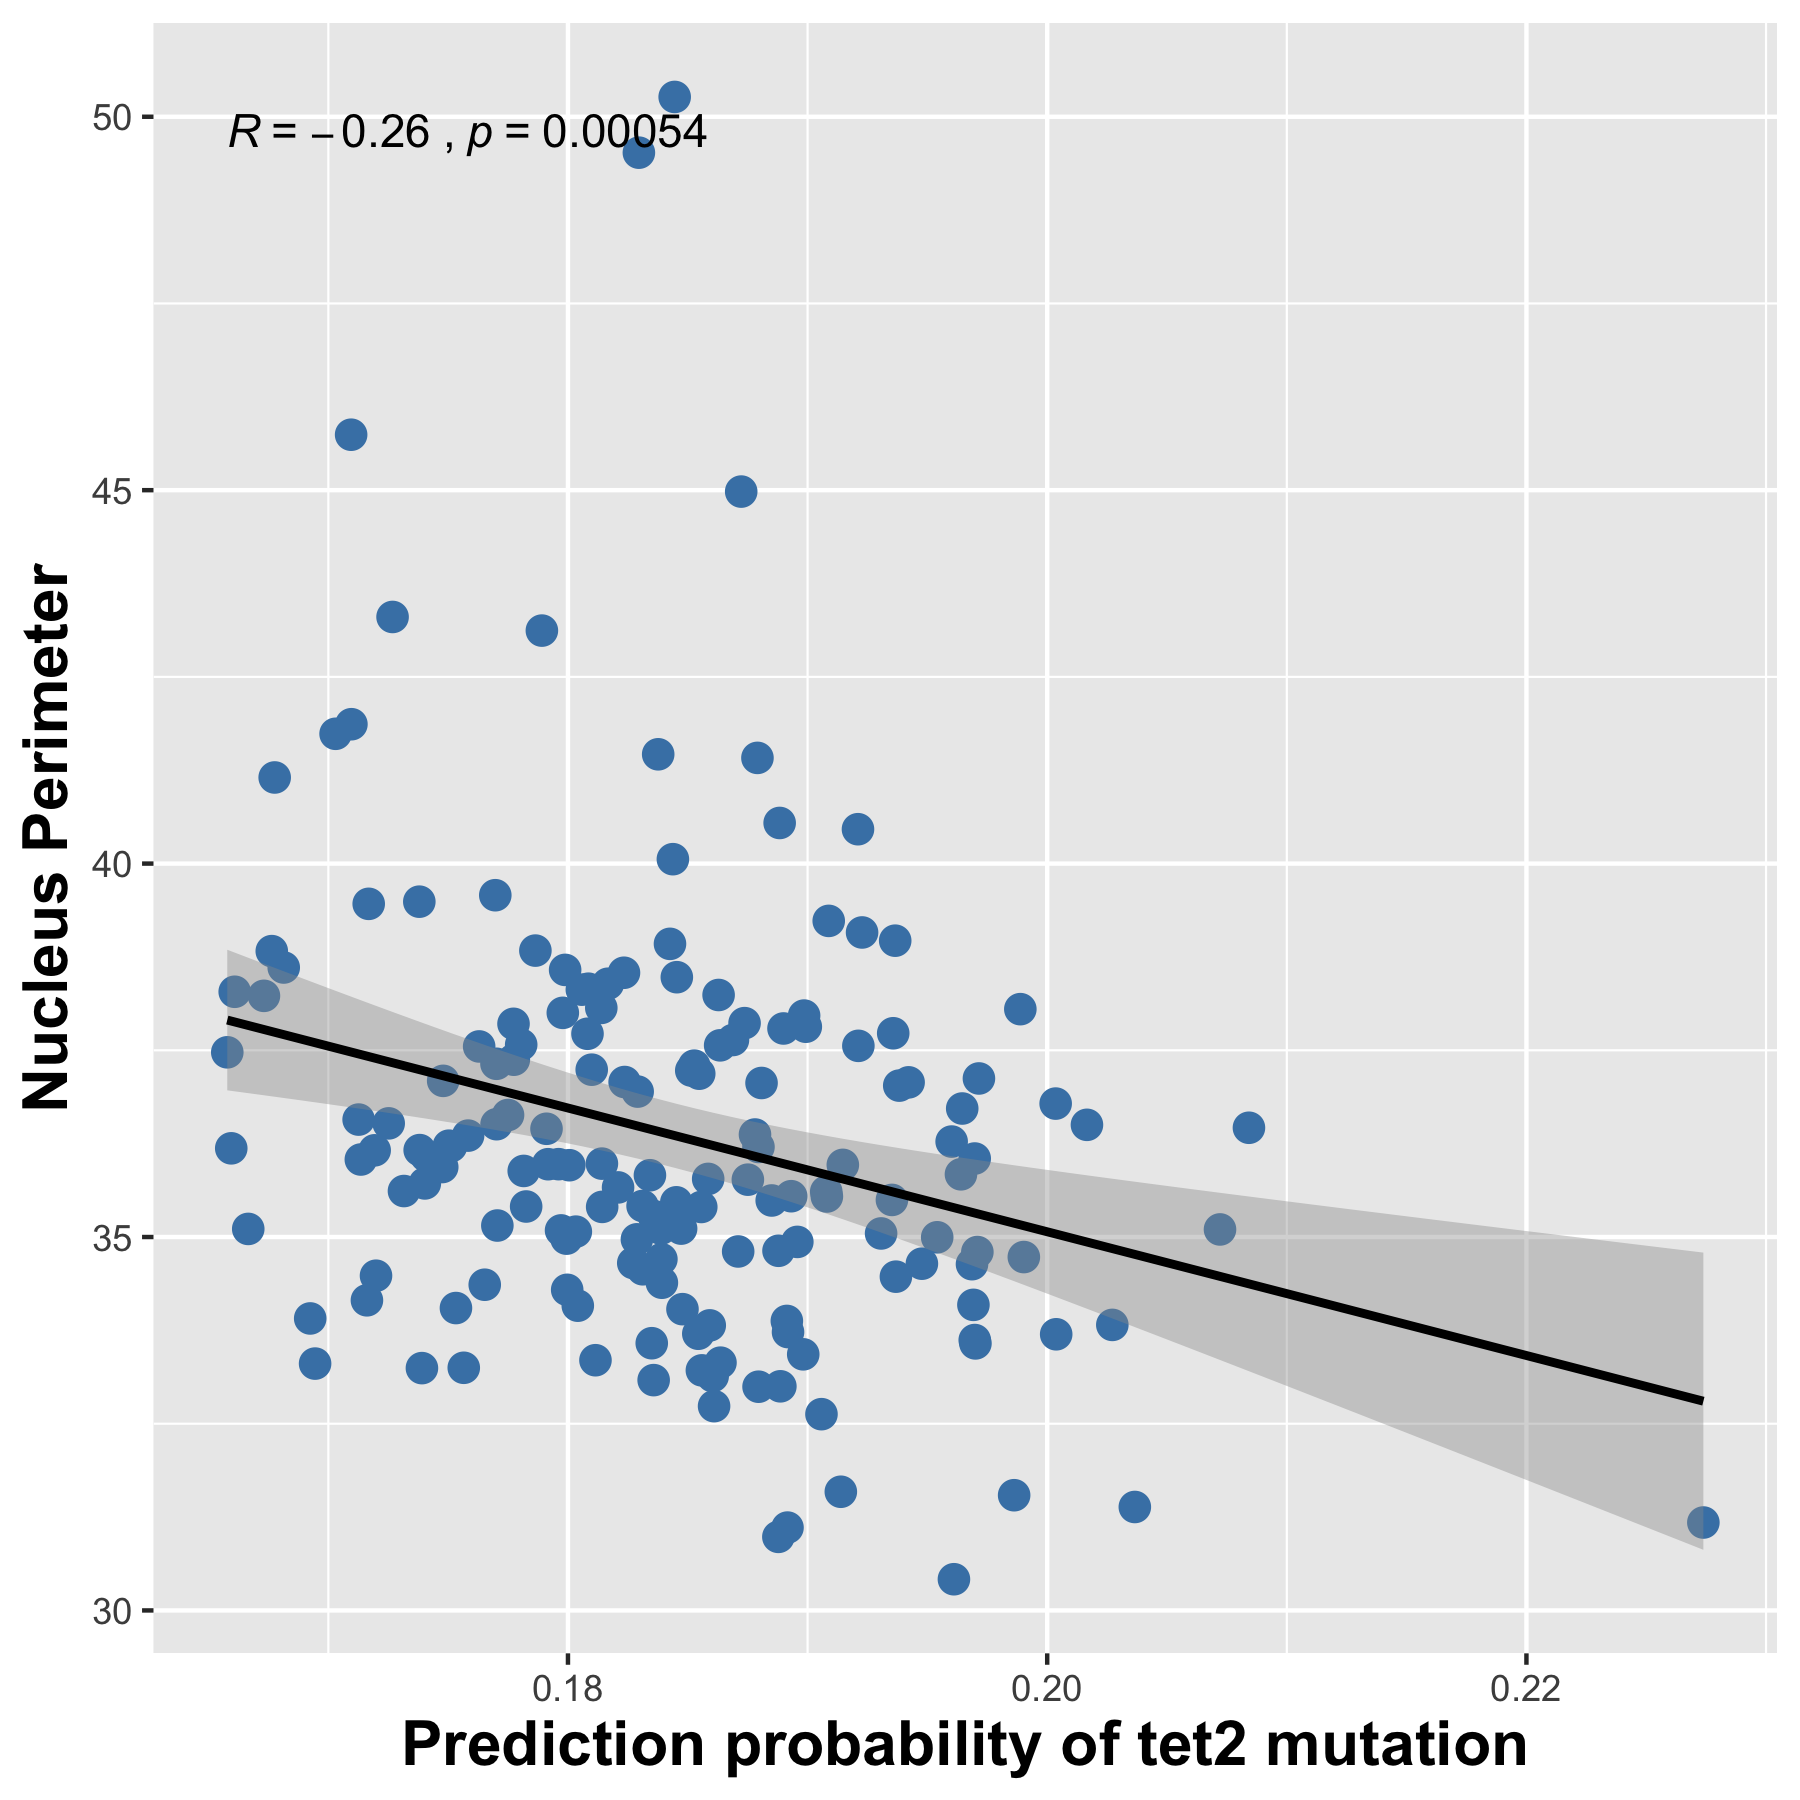 50
R = − 0.26 , p = 0.00054
45
Nucleus Perimeter
40
35
30
0.18 0.20 0.22
Prediction probability of tet2 mutation